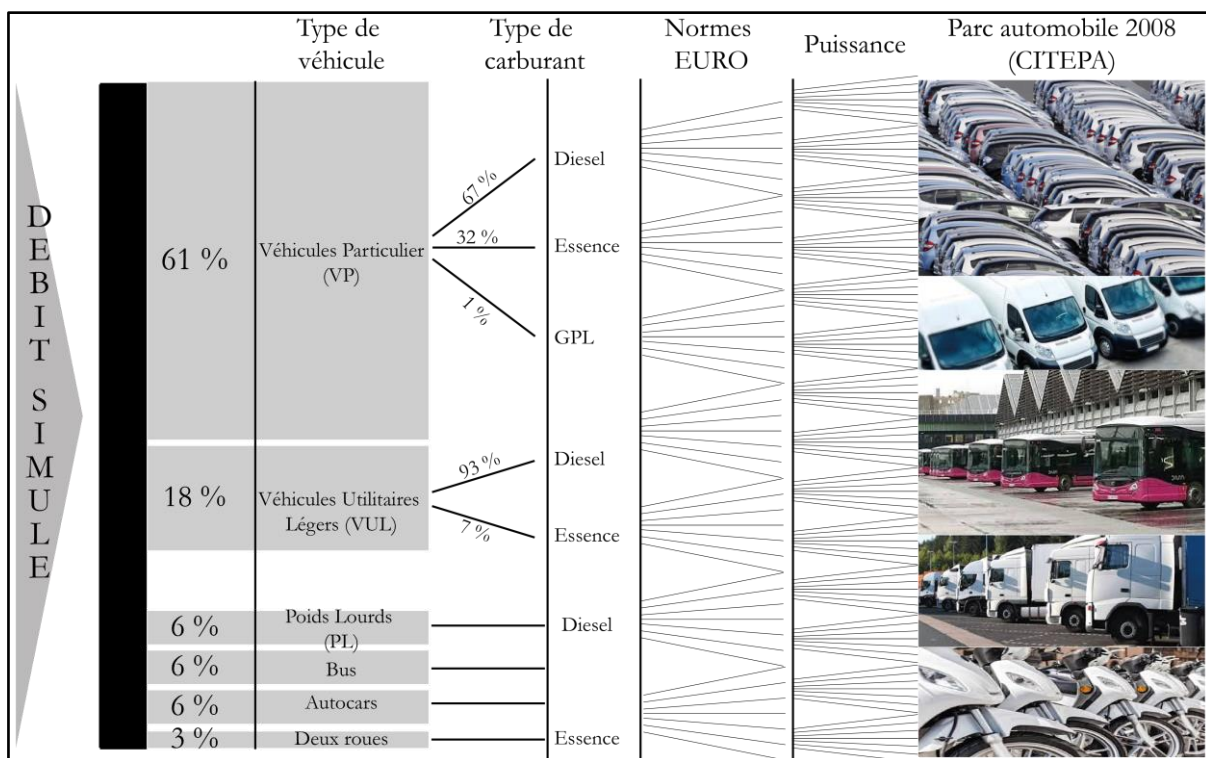 Type de
véhicule
Type de
carburant
Normes
EURO
Puissance
Parc automobile 2008
(CITEPA)
DEBIT SIMULE
61 %
Véhicules Particulier
(VP)
67 %
32 %
1 %
Diesel
Essence
GPL
18 %
Véhicules Utilitaires
Légers (VUL)
93 %
7 %
Diesel
Essence
6 %
Poids Lourds
(PL)
Diesel
6 %
Bus
6 %
Autocars
3 %
Deux roues
Essence